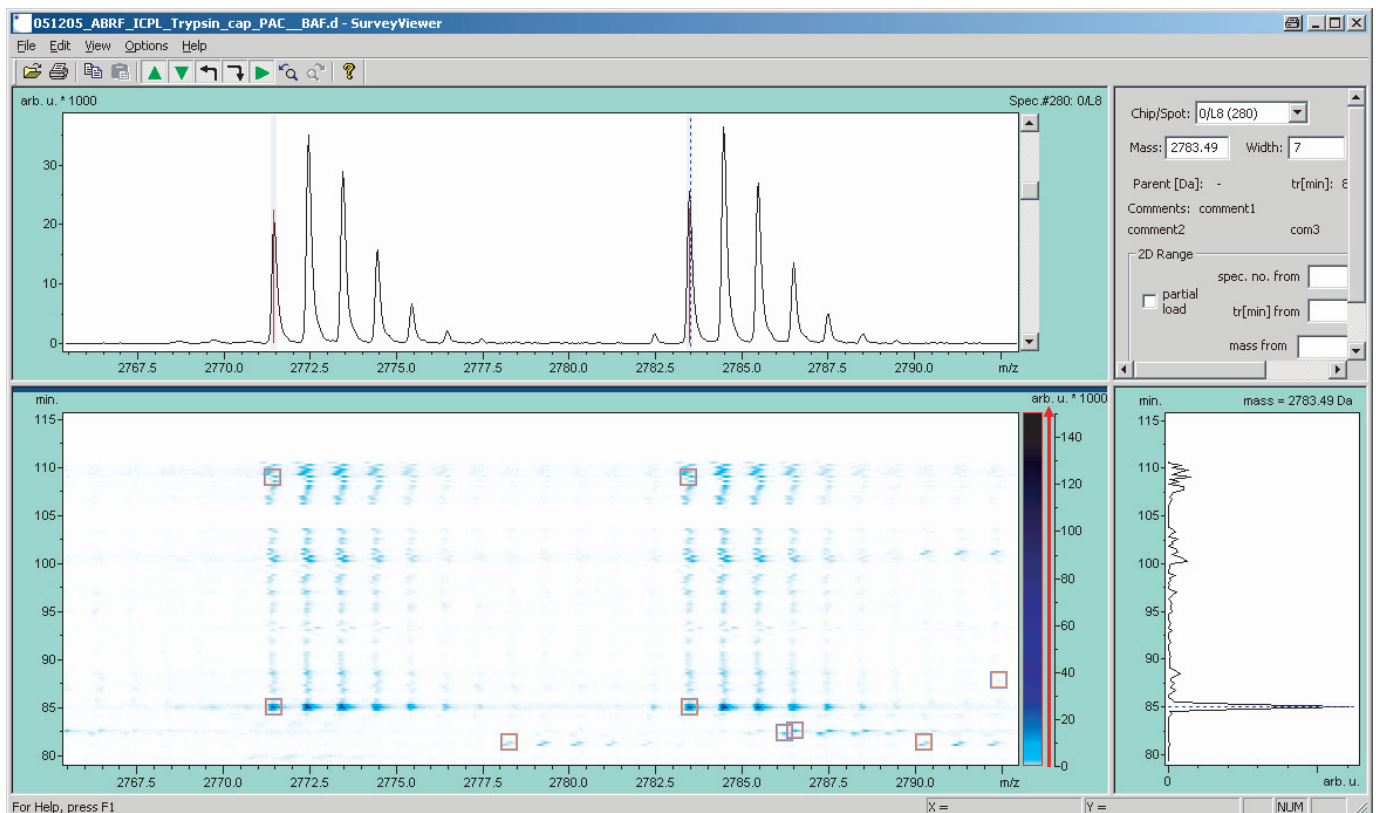 051205_ABRF_ICPL_Trypsin_cap_PAC__BAF.d - SurveyViewer
File Edit View Options Help
arb. u. * 1000
Spec.#280: 0/L8
30
20
10
0
2767.5 2770.0 2772.5 2775.0 2777.5 2780.0 2782.5 2785.0 2787.5 2790.0 m/z
Chip/Spot: 0/L8 (280)
Mass: 2783.49 Width: 7
Parent [Da]: - tr[min]: 8
Comments: comment1
comment2 com3
2D Range
spec. no. from
partial
load
tr[min] from
mass from
min.
arb. u. * 1000
115
110
105
100
95
90
85
80
140
120
100
80
60
40
20
0
2767.5 2770.0 2772.5 2775.0 2777.5 2780.0 2782.5 2785.0 2787.5 2790.0 m/z
min. mass = 2783.49 Da
115
110
105
100
95
90
85
80
0 arb. u.
For Help, press F1
X = Y = NUM